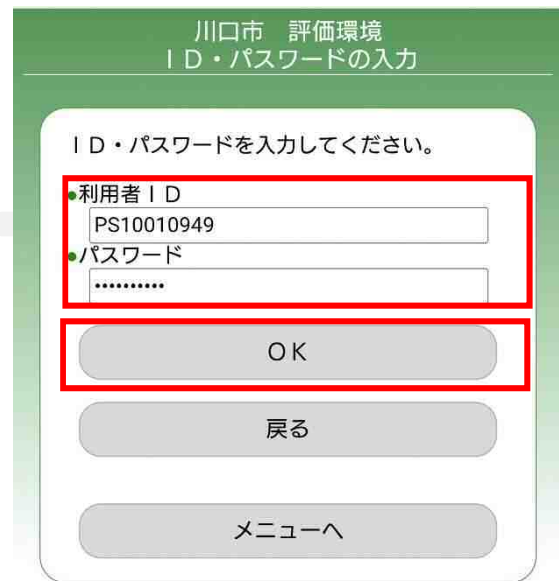 川口市　評価環境
ＩＤ・パスワードの入力
ＩＤ・パスワードを入力してください。
●利用者ＩＤ
PS10010949
●パスワード
••••••••••
ＯＫ
戻る
メニューへ